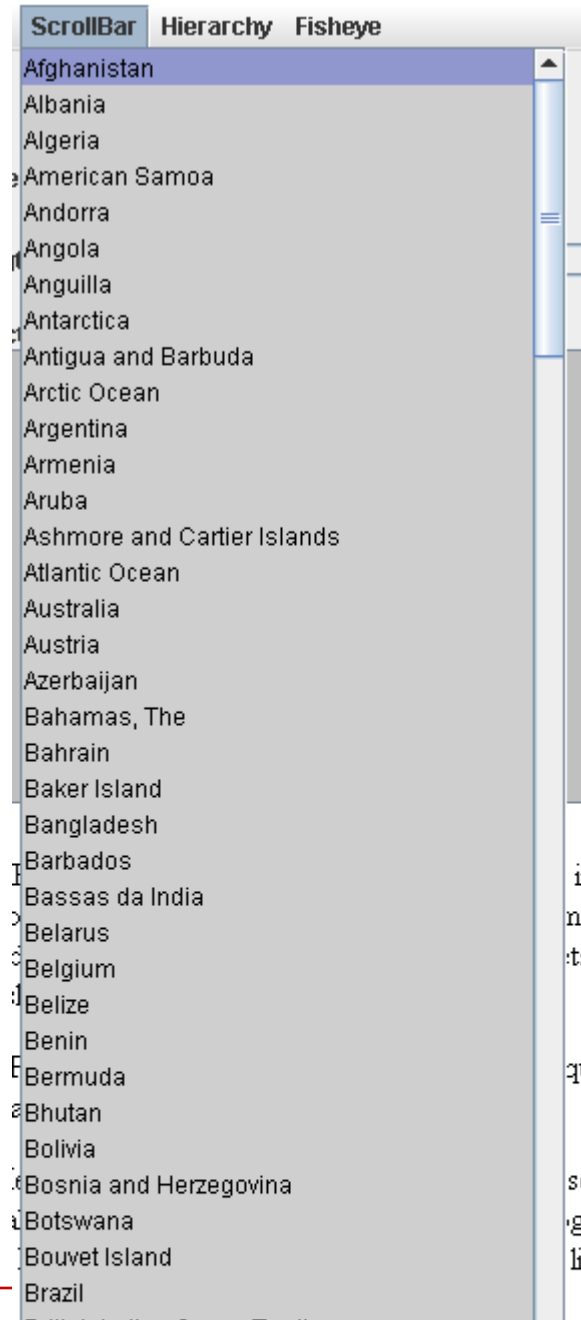 ScrollBar Hierarchy Fisheye
Afghanistan
Albania
Algeria
American Samoa
Andorra
Angola
Anguilla
Antarctica
Antigua and Barbuda
Arctic Ocean
Argentina
Armenia
Aruba
Ashmore and Cartier Islands
Atlantic Ocean
Australia
Austria
Azerbaijan
Bahamas, The
Bahrain
Baker Island
Bangladesh
Barbados
Bassas da India
Belarus
Belgium
Belize
Benin
Bermuda
Bhutan
Bolivia
Bosnia and Herzegovina
Botswana
Bouvet Island
Brazil